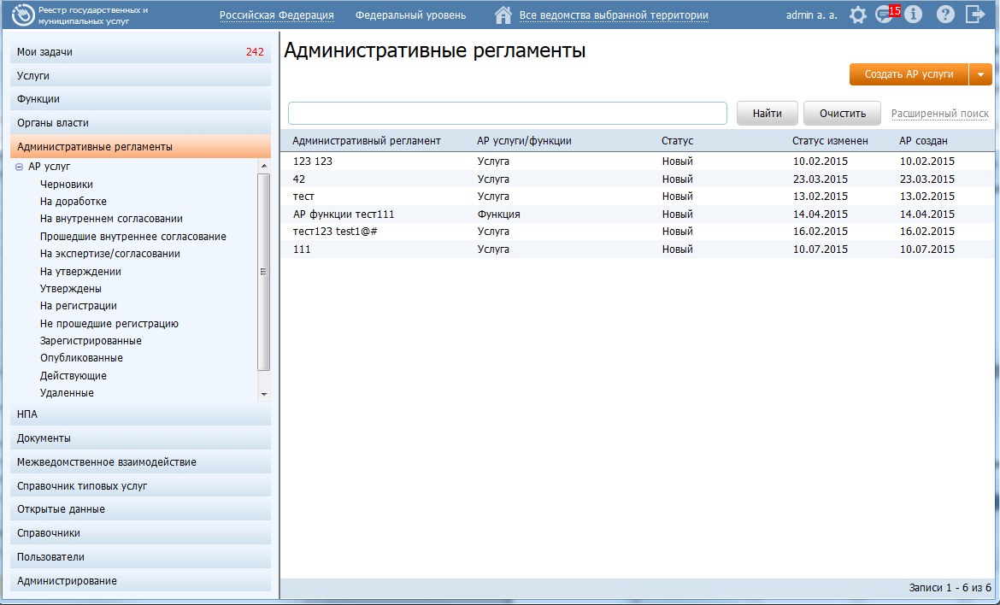 Реестр государственных и
муниципальных услуг
Российская Федерация Федеральный уровень Все ведомства выбранной территории admin a. a. 15
Мои задачи 242
Услуги
Функции
Органы власти
Административные регламенты
АР услуг
Черновики
На доработке
На внутреннем согласовании
Прошедшие внутреннее согласование
На экспертизе/согласовании
На утверждении
Утверждены
На регистрации
Не прошедшие регистрацию
Зарегистрированные
Опубликованные
Действующие
Удаленные
НПА
Документы
Межведомственное взаимодействие
Справочник типовых услуг
Открытые данные
Справочники
Пользователи
Администрирование
Административные регламенты
Создать АР услуги
Найти Очистить Расширенный поиск
Административный регламент АР услуги/функции Статус Статус изменен АР создан
123 123 Услуга Новый 10.02.2015 10.02.2015
42 Услуга Новый 23.03.2015 23.03.2015
тест Услуга Новый 13.02.2015 13.02.2015
АР функции тест111 Функция Новый 14.04.2015 14.04.2015
тест123 test1@# Услуга Новый 16.02.2015 16.02.2015
111 Услуга Новый 10.07.2015 10.07.2015
Записи 1 - 6 из 6